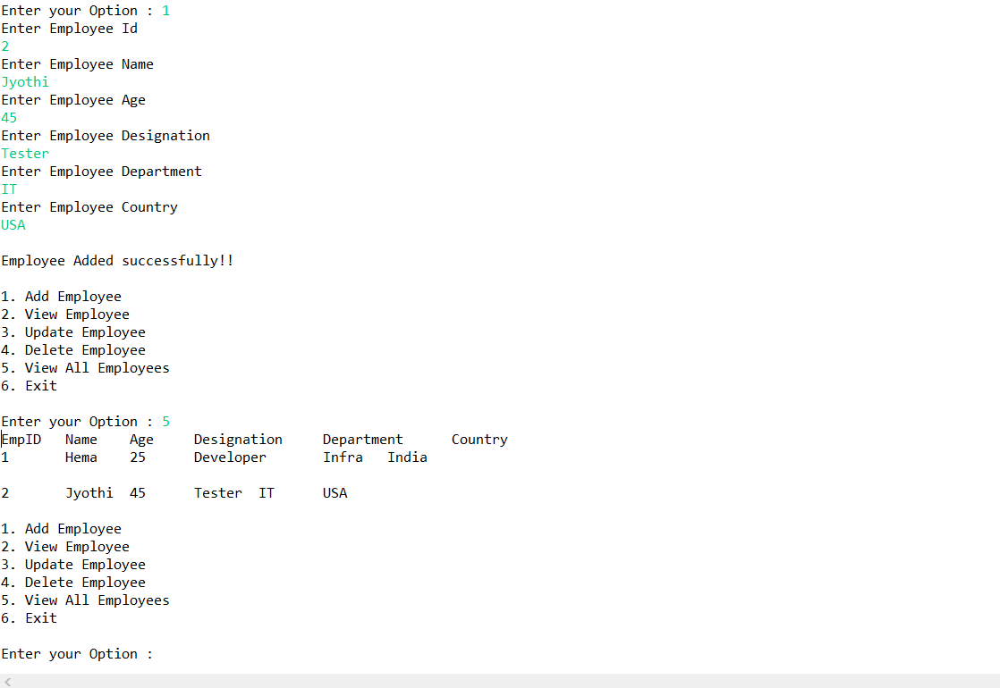 Enter your Option : 1
Enter Employee Id
2
Enter Employee Name
Jyothi
Enter Employee Age
45
Enter Employee Designation
Tester
Enter Employee Department
IT
Enter Employee Country
USA
Employee Added successfully!!
1. Add Employee
2. View Employee
3. Update Employee
4. Delete Employee
5. View All Employees
6. Exit
Enter your Option : 5
EmpID   Name    Age     Designation     Department      Country
1       Hema    25      Developer       Infra   India
2       Jyothi  45      Tester  IT      USA
1. Add Employee
2. View Employee
3. Update Employee
4. Delete Employee
5. View All Employees
6. Exit
Enter your Option :